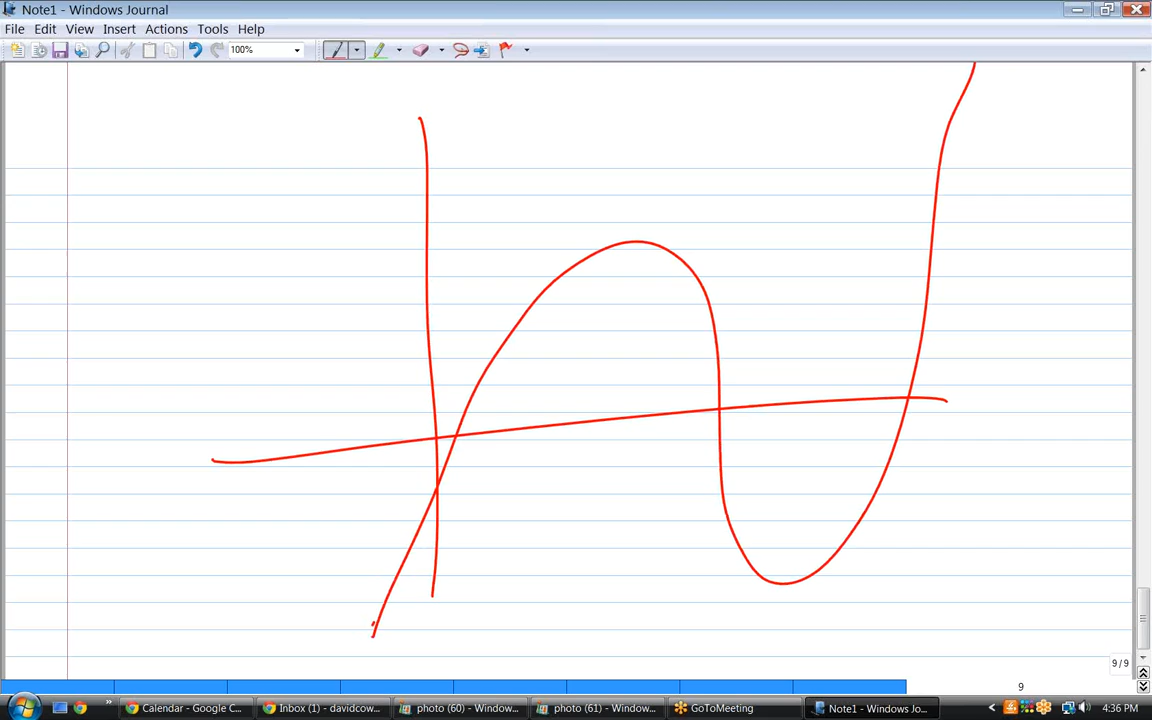 Note1 - Windows Journal
File Edit View Insert Actions Tools Help
100%
9/9
9
Calendar - Google C...
Inbox (1) - davidcow...
photo (60) - Window...
photo (61) - Window...
GoToMeeting
Note1 - Windows Jo...
4:36 PM